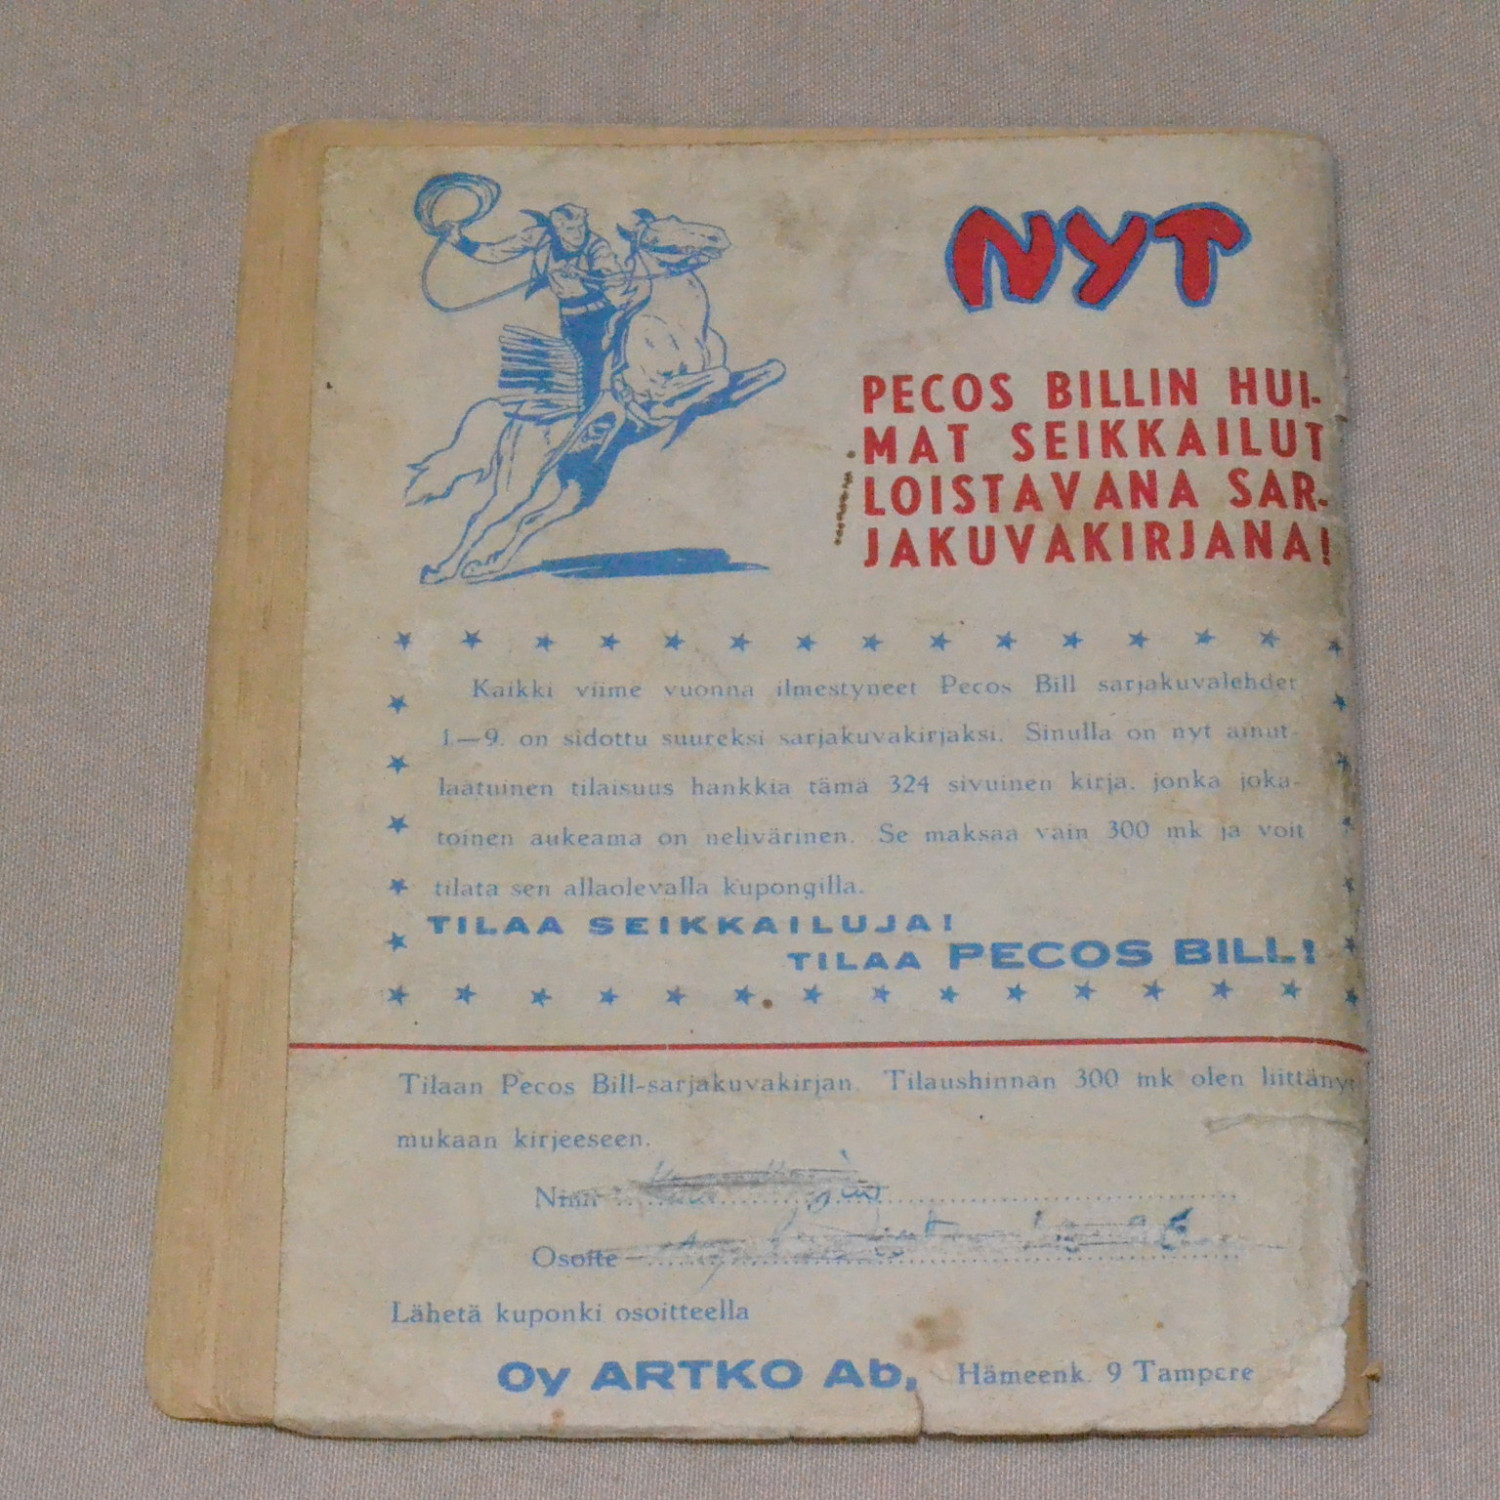 NYT
PECOS BILLIN HUI-
MAT SEIKKAILUT
LOISTAVANA SAR-
JAKUVAKIRJANA!
Kaikki viime vuonna ilmestyneet Pecos Bill sarjakuvalehdet
1.—9. on sidottu suureksi sarjakuvakirjaksi. Sinulla on nyt ainut-
laatuinen tilaisuus hankkia tämä 324 sivuinen kirja, jonka joka-
toinen aukeama on nelivärinen. Se maksaa vain 300 mk ja voit
tilata sen allaolevalla kupongilla.
TILAA SEIKKAILUJA!
TILAA PECOS BILL!
Tilaan Pecos Bill-sarjakuvakirjan. Tilaushinnan 300 mk olen liittänyt
mukaan kirjeeseen.
Nimi
Osoite
Lähetä kuponki osoitteella
Oy ARTKO Ab, Hämeenk. 9 Tampere